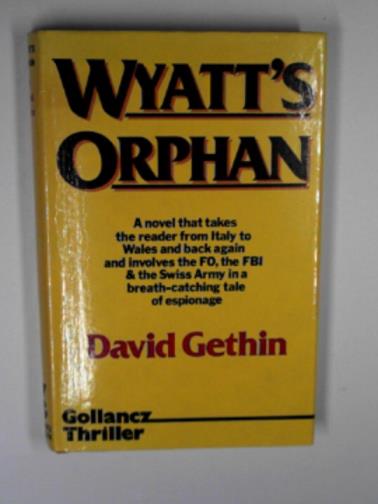 WYATT'S
ORPHAN
A novel that takes
the reader from Italy to
Wales and back again
and involves the FO, the FBI
& the Swiss Army in a
breath-catching tale
of espionage
David Gethin
Gollancz
Thriller